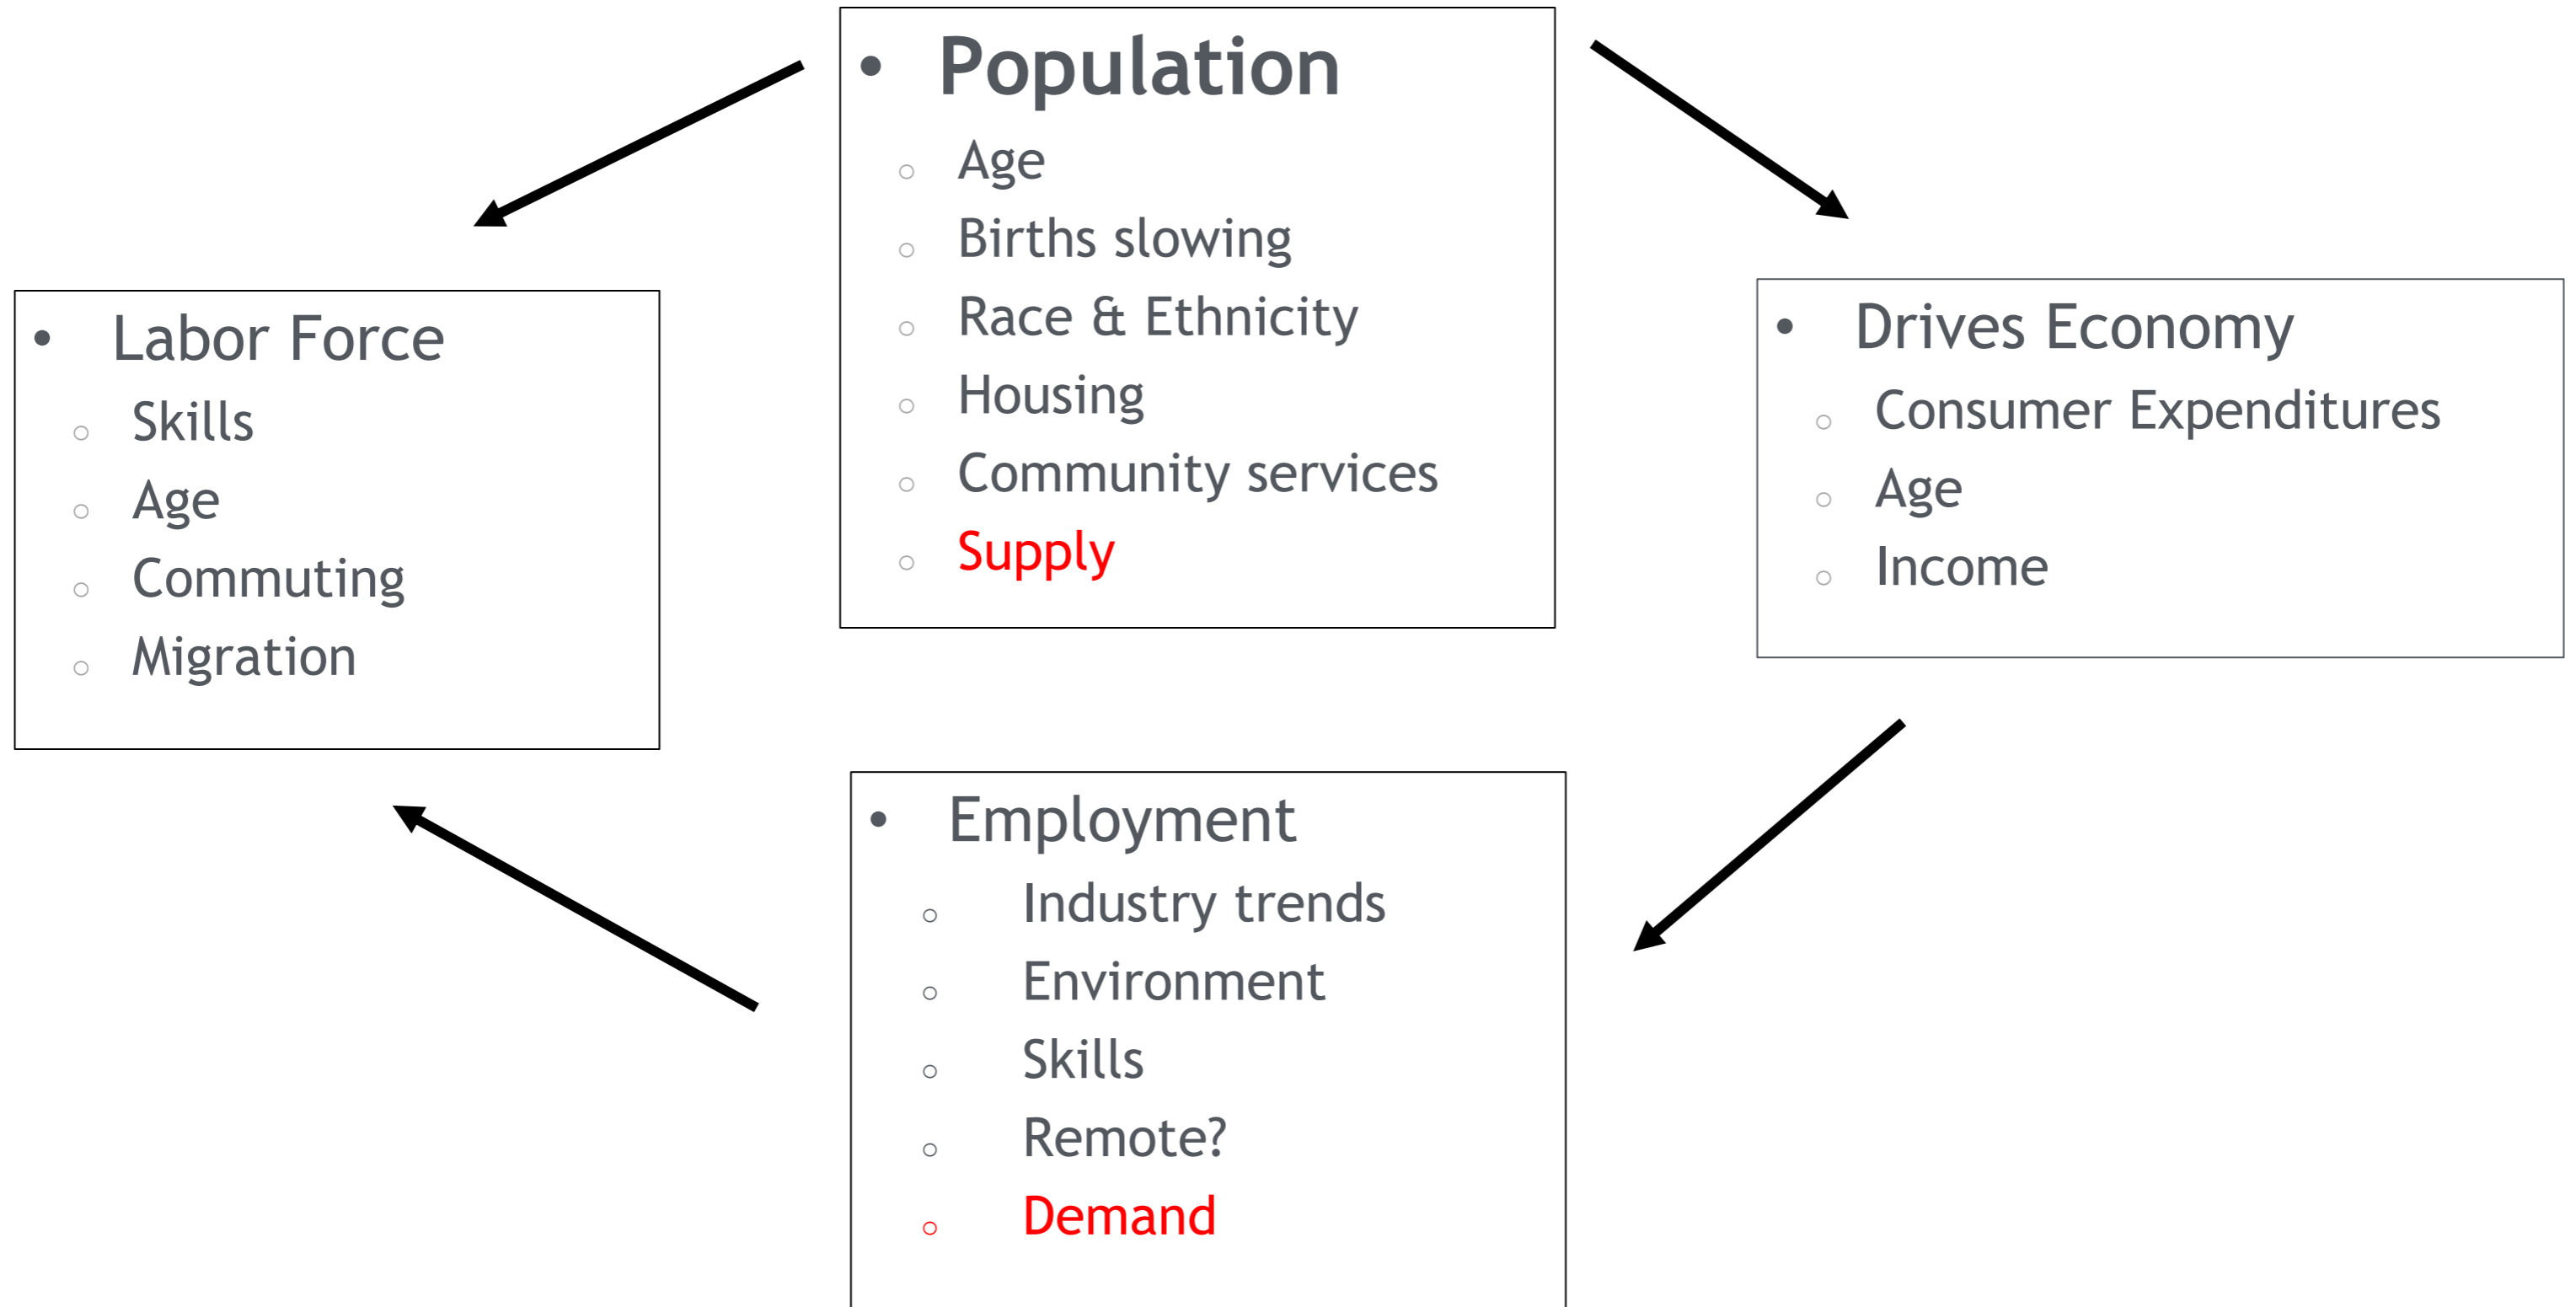 • Population
○ Age
○ Births slowing
○ Race & Ethnicity
○ Housing
○ Community services
○ Supply
• Labor Force
○ Skills
○ Age
○ Commuting
○ Migration
• Drives Economy
○ Consumer Expenditures
○ Age
○ Income
• Employment
○ Industry trends
○ Environment
○ Skills
○ Remote?
○ Demand